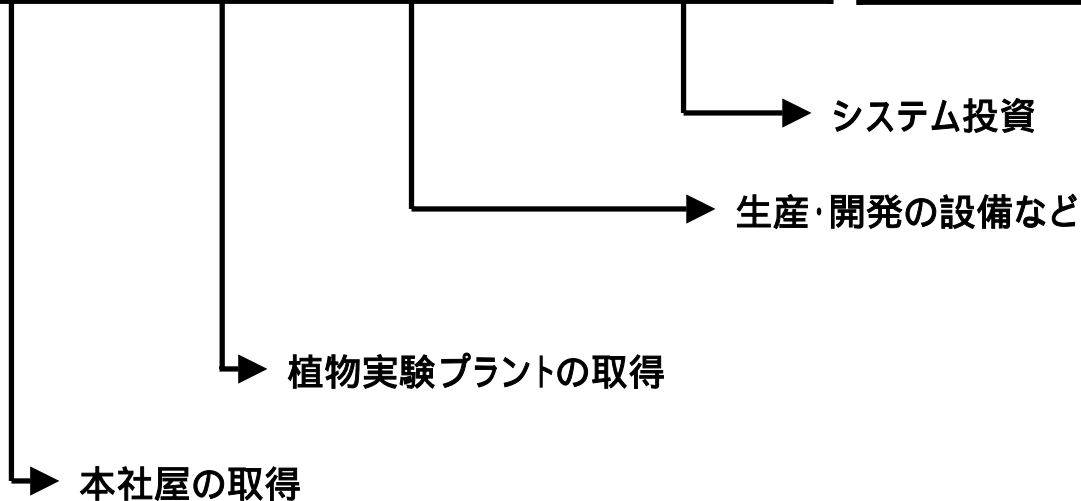 システム投資
生産・開発の設備など
植物実験プラントの取得
本社屋の取得